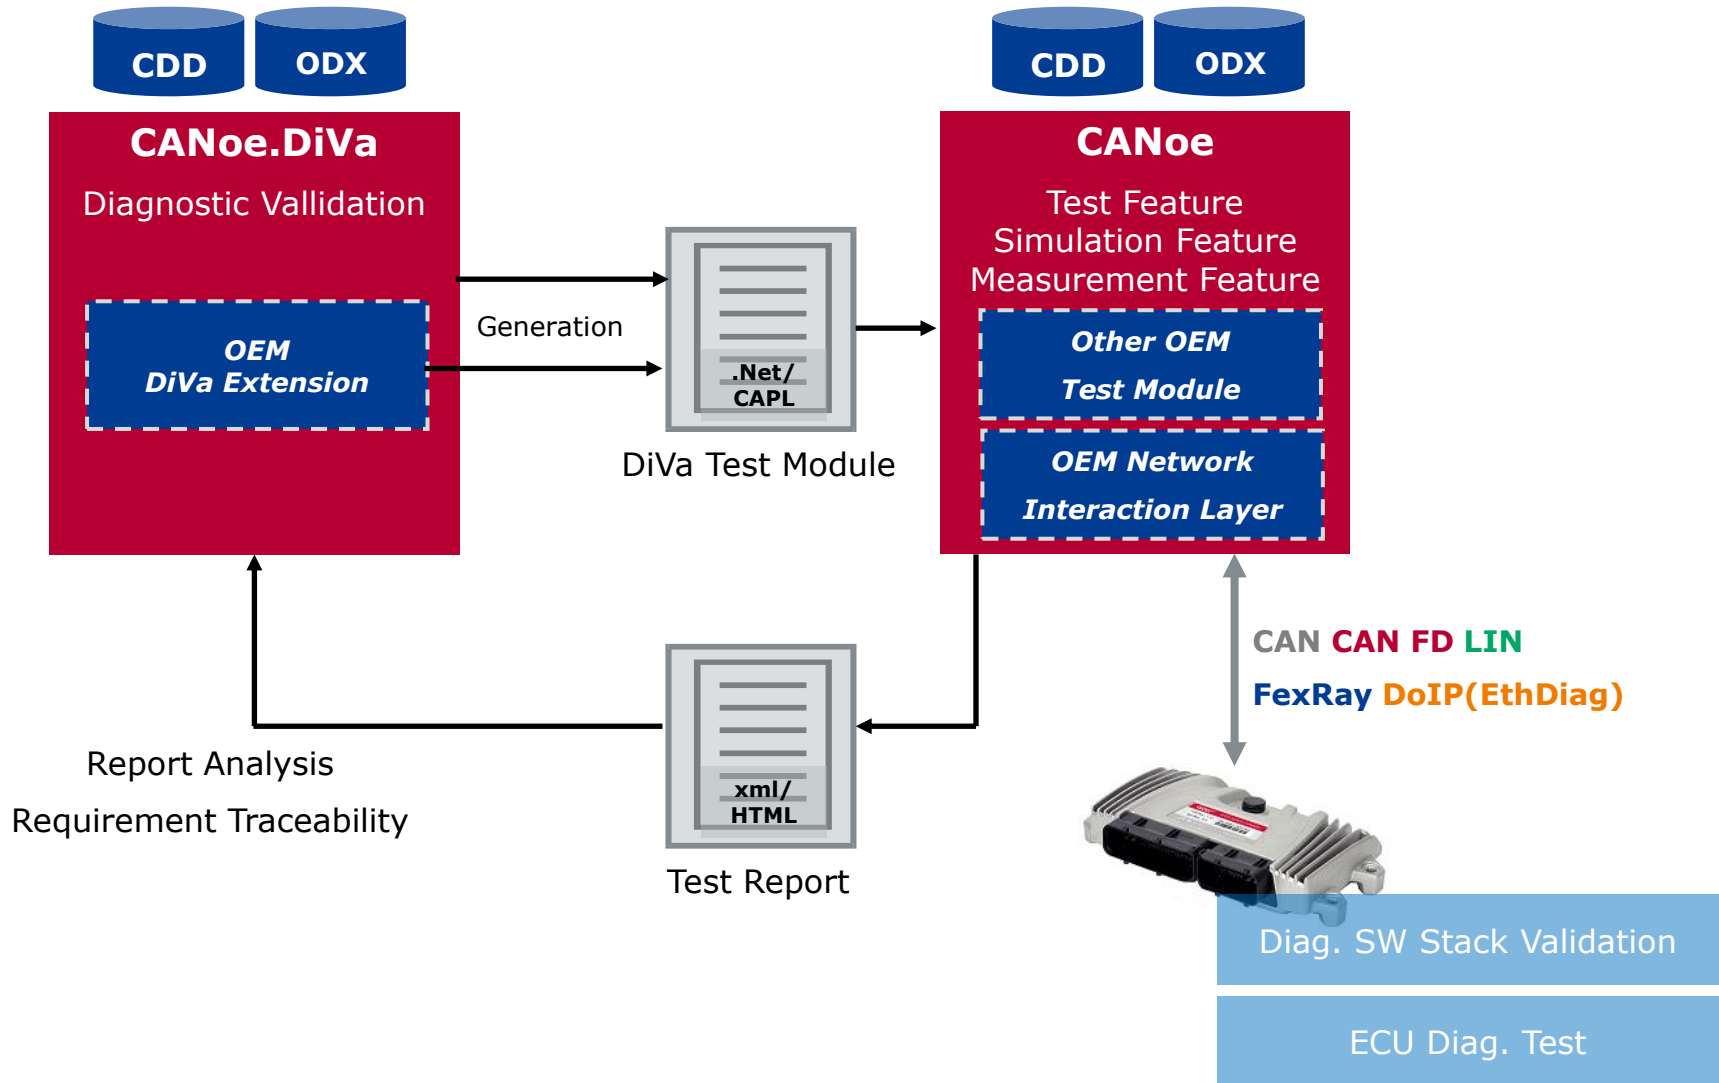 CDD
ODX
CANoe.DiVa
Diagnostic Vallidation
OEM
DiVa Extension
Generation
.Net/
CAPL
DiVa Test Module
CDD
ODX
CANoe
Test Feature
Simulation Feature
Measurement Feature
Other OEM
Test Module
OEM Network
Interaction Layer
CAN CAN FD LIN
FexRay DoIP(EthDiag)
xml/
HTML
Test Report
Report Analysis
Requirement Traceability
Diag. SW Stack Validation
ECU Diag. Test